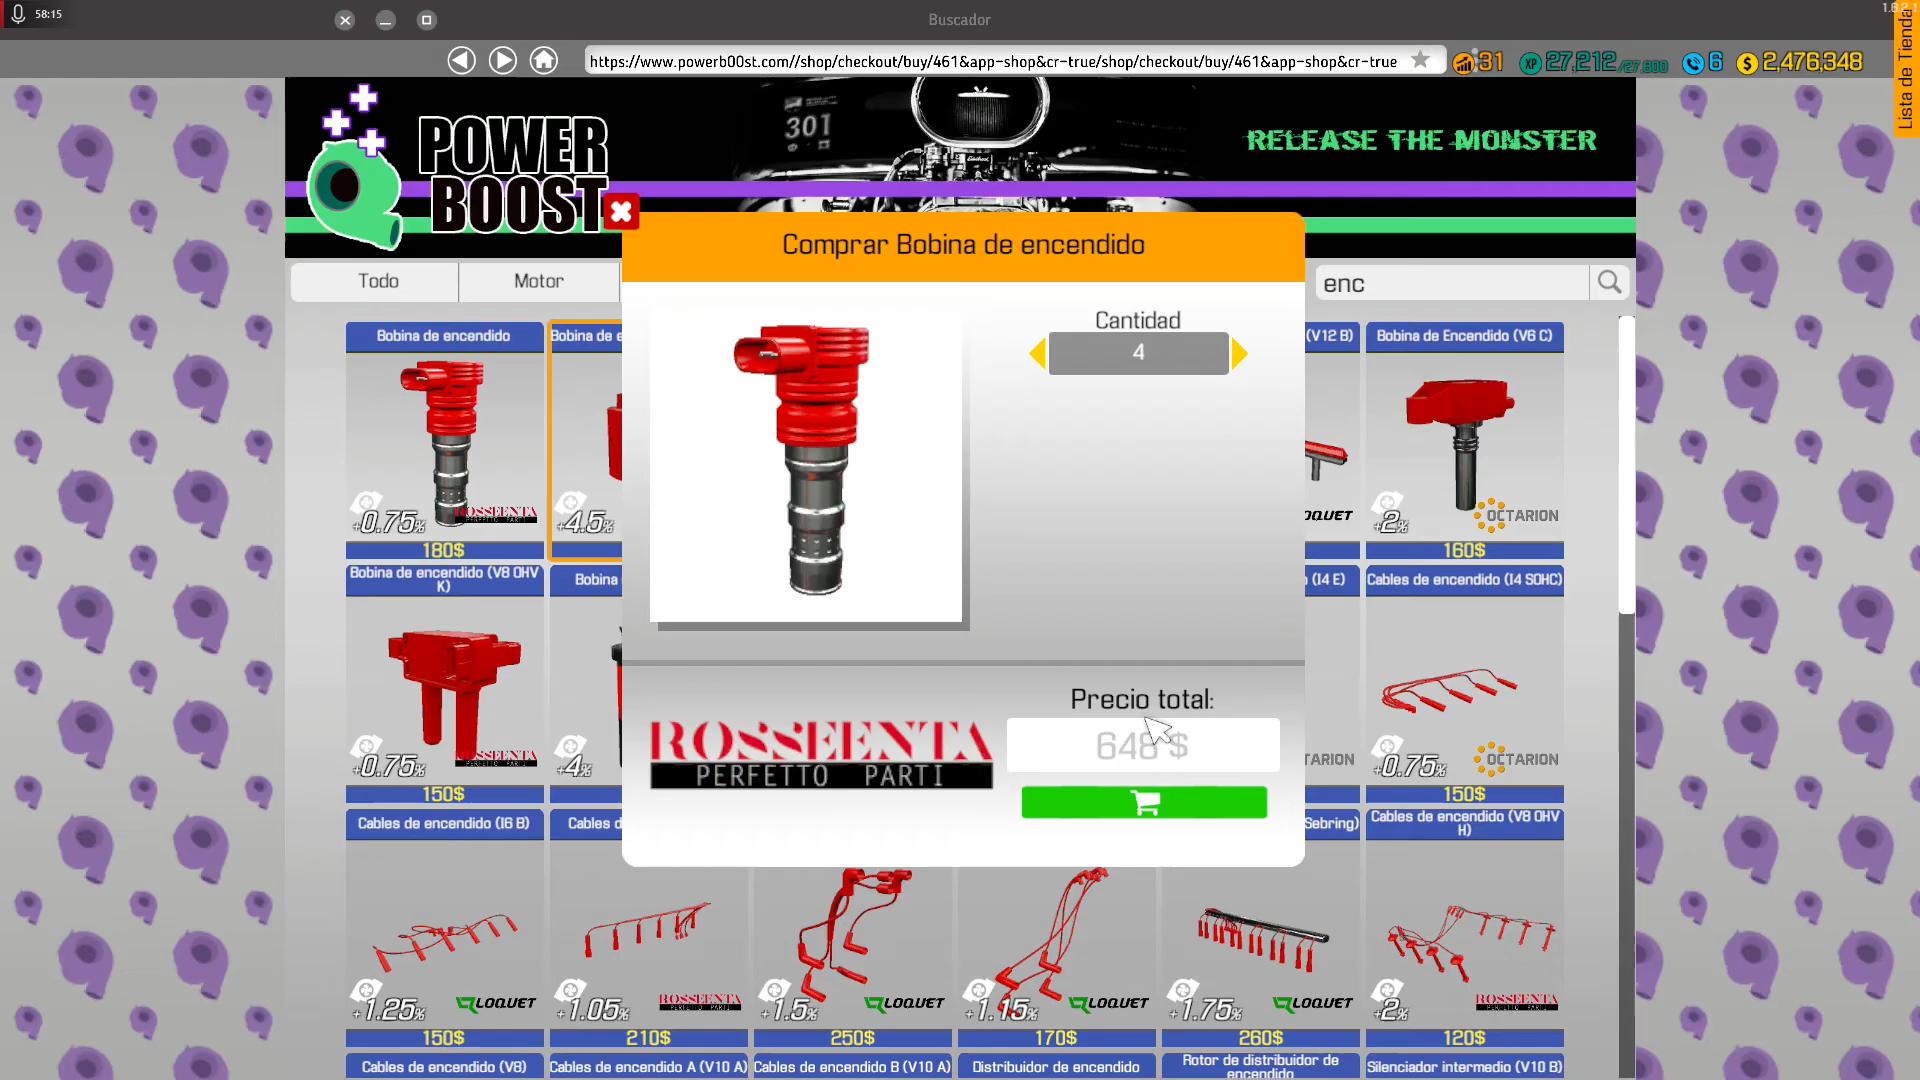 58:15
Buscador
1.8.2.1
https://www.powerb00st.com//shop/checkout/buy/461&app-shop&cr-true/shop/checkout/buy/461&app-shop&cr-true
31
XP 27,212/27,800
6
$ 2,476,348
Lista de Tienda
POWER
BOOST
301
RELEASE THE MONSTER
Comprar Bobina de encendido
Todo
Motor
enc
Cantidad
4
Bobina de encendido
Bobina de e
(V12 B)
Bobina de Encendido (V6 C)
+0.75%
ROSSEENTA
+4.5%
LOQUET
+2%
OCTARION
180$
160$
Bobina de encendido (V8 OHV K)
Bobina
(I4 E)
Cables de encendido (I4 SOHC)
Precio total:
648 $
ROSSEENTA
PERFETTO PARTI
+0.75%
ROSSEENTA
+4%
TARION
+0.75%
OCTARION
150$
150$
Cables de encendido (I6 B)
Cables d
Sebring)
Cables de encendido (V8 OHV H)
+1.25%
LOQUET
+1.05%
ROSSEENTA
+1.5%
LOQUET
+1.15%
LOQUET
+1.75%
LOQUET
+2%
ROSSEENTA
150$
210$
250$
170$
260$
120$
Cables de encendido (V8)
Cables de encendido A (V10 A)
Cables de encendido B (V10 A)
Distribuidor de encendido
Rotor de distribuidor de encendido
Silenciador intermedio (V10 B)